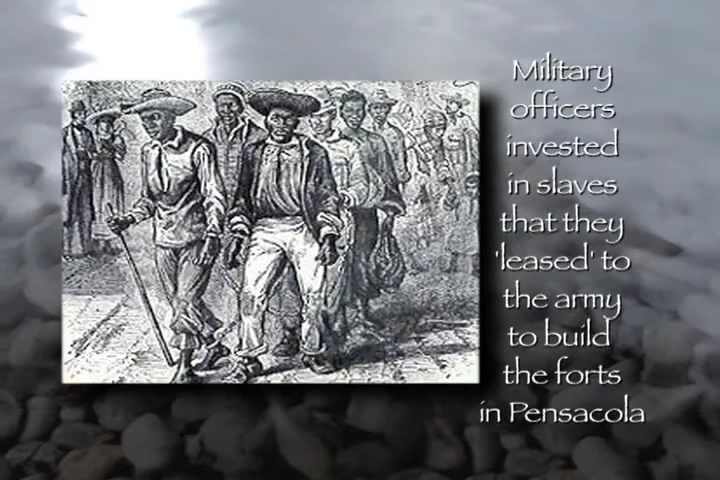 Military
officers
invested
in slaves
that they
'leased' to
the army
to build
the forts
in Pensacola